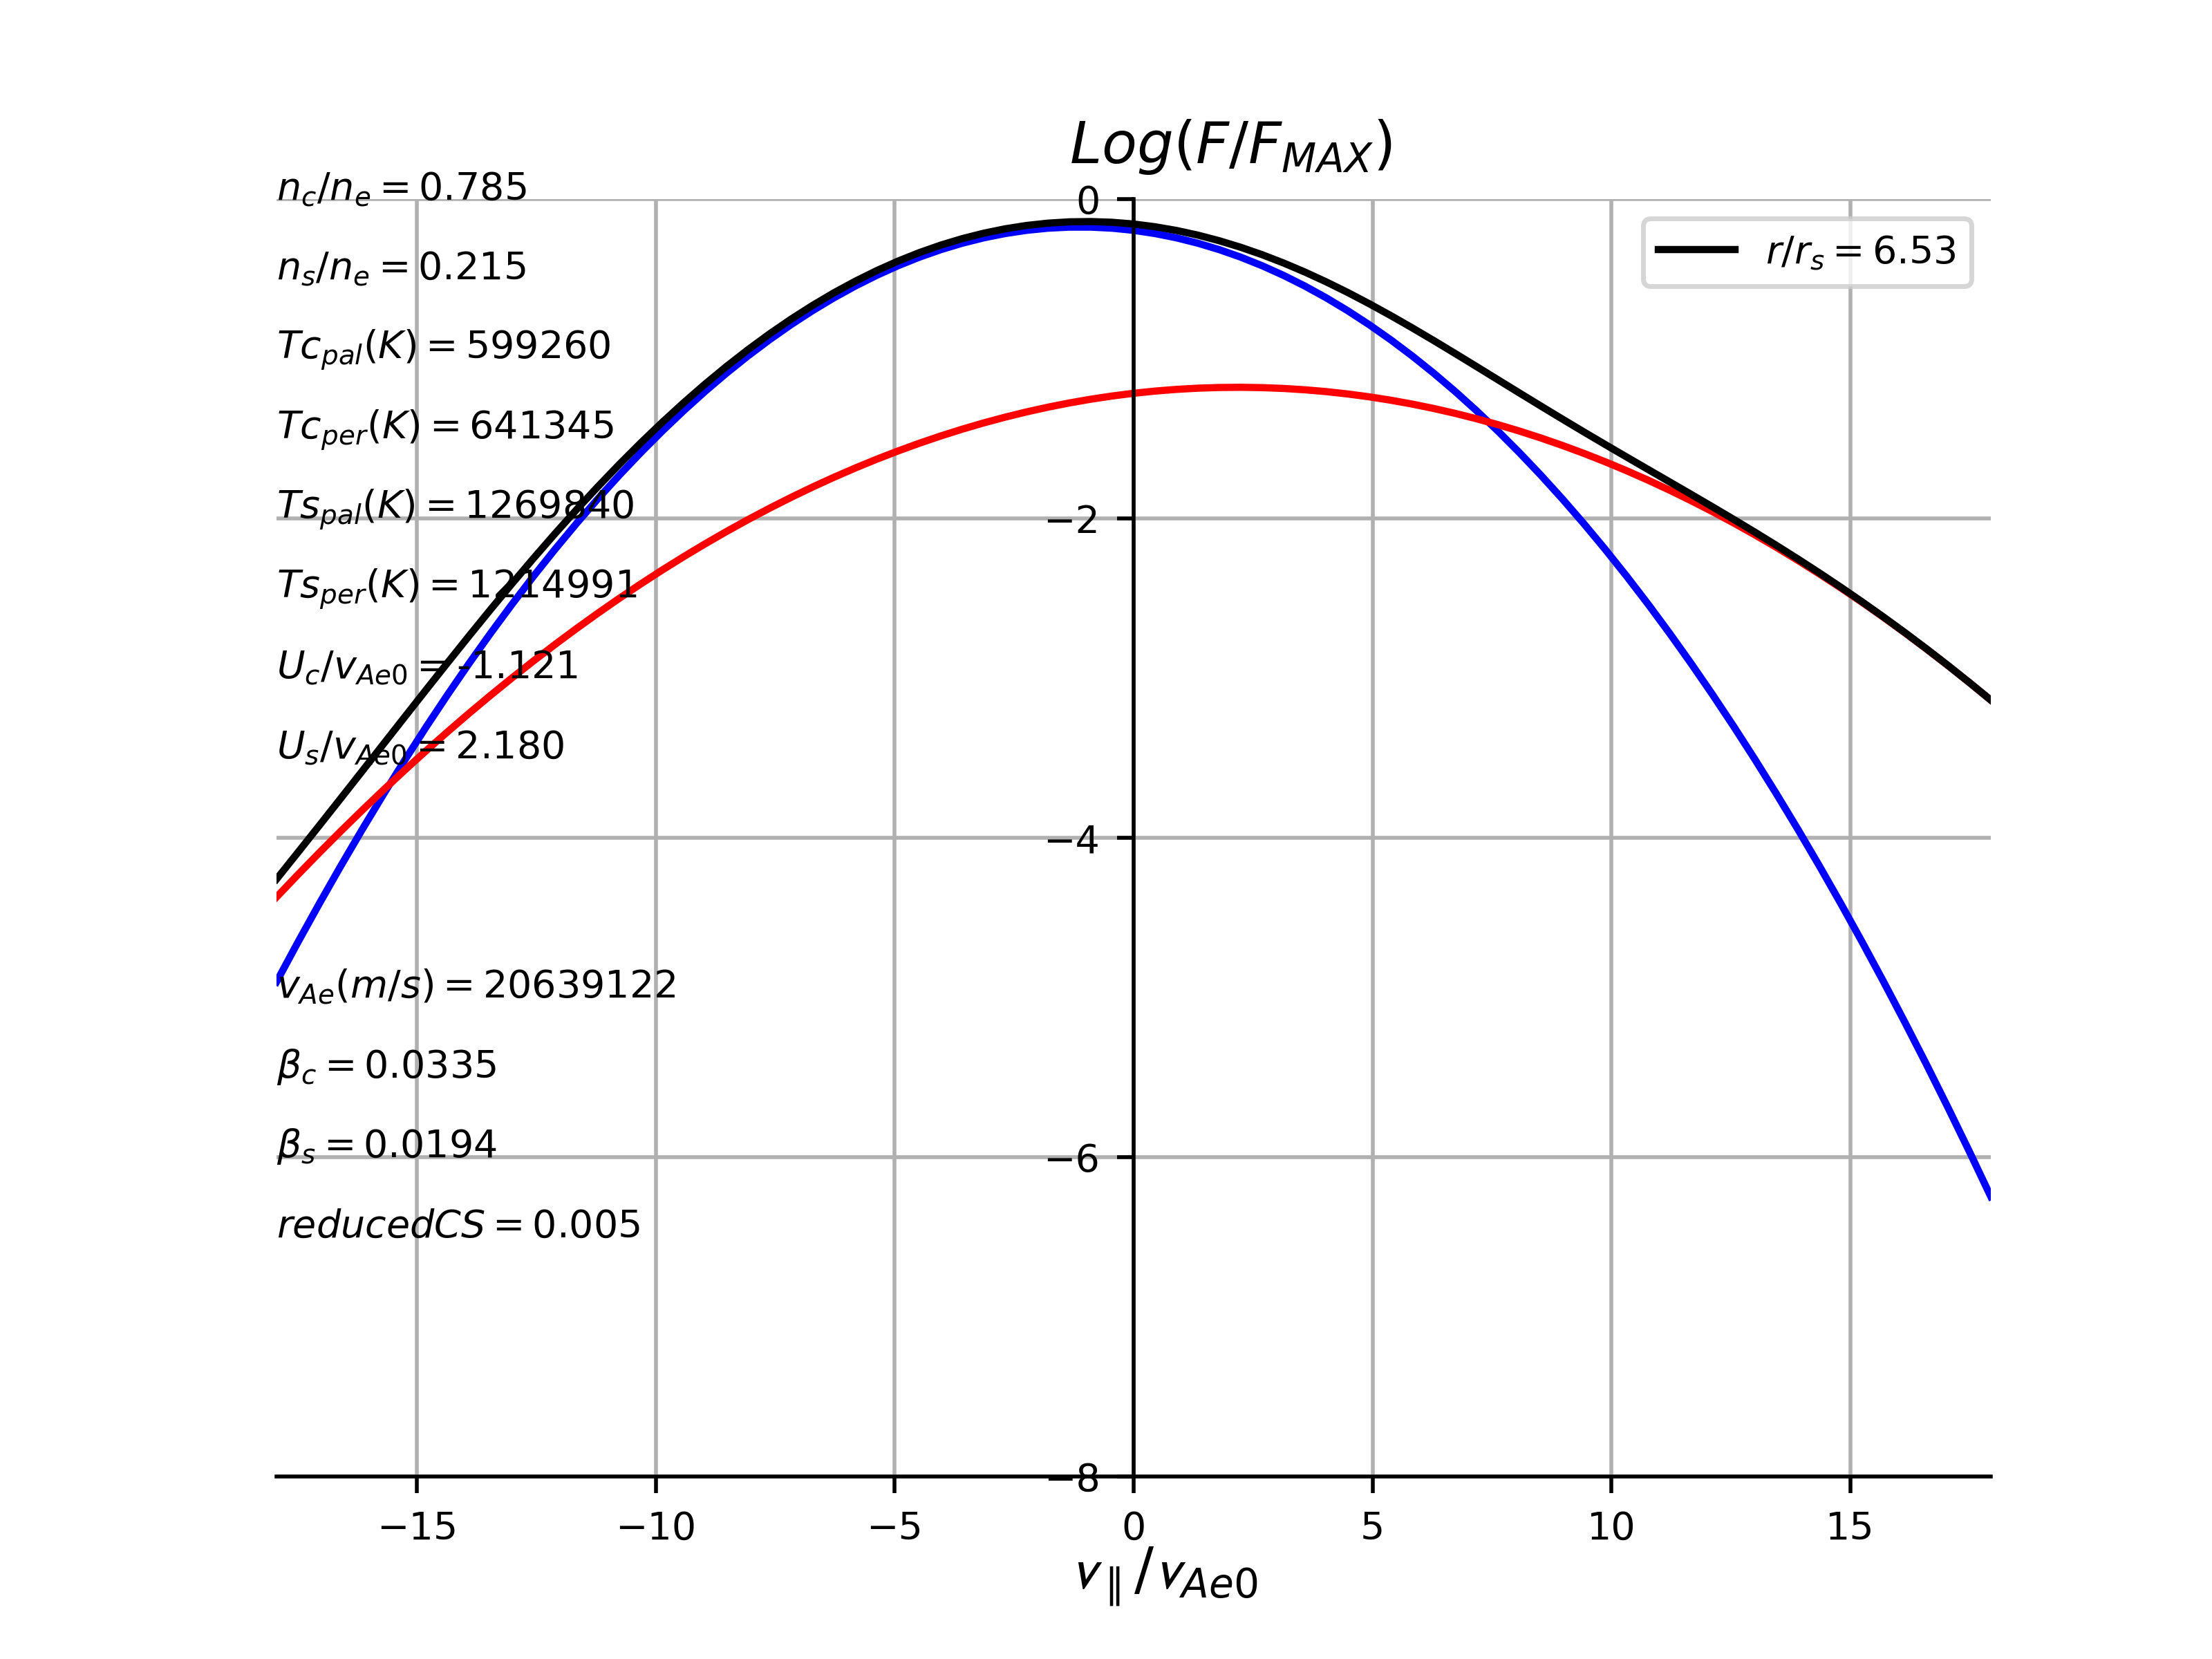 Log(F/F_MAX)
n_c/n_e = 0.785
0
n_s/n_e = 0.215
r/r_s = 6.53
Tc_pal(K) = 599260
Tc_per(K) = 641345
Ts_pal(K) = 1269840
−2
Ts_per(K) = 1214991
U_c/v_Ae0 = -1.121
U_s/v_Ae0 = 2.180
−4
v_Ae(m/s) = 20639122
β_c = 0.0335
β_s = 0.0194
−6
reducedCS = 0.005
−8
−15 −10 −5 0 5 10 15
v_∥/v_Ae0